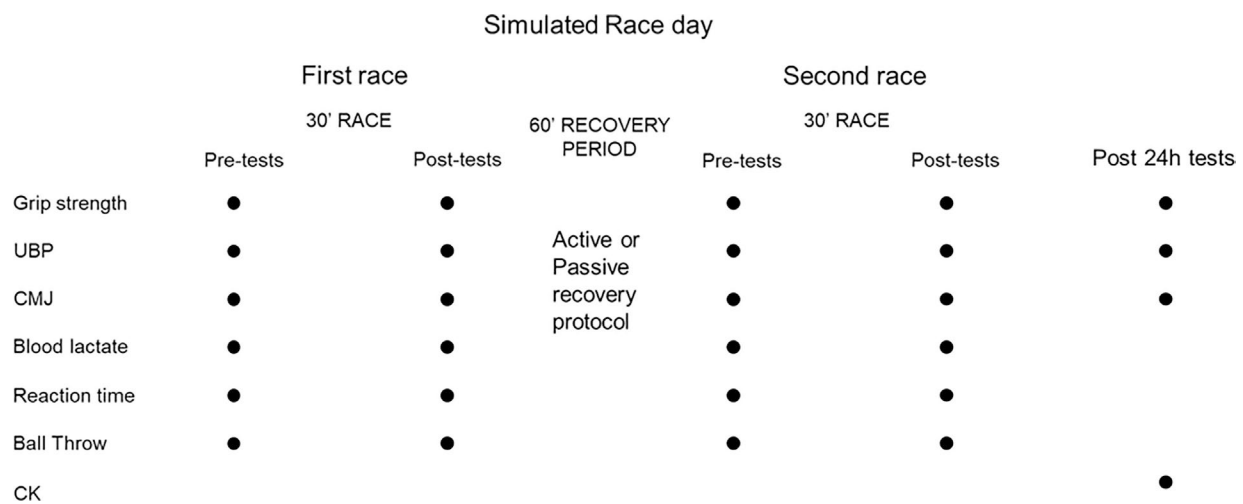 Simulated Race day
First race
Second race
30’ RACE
60’ RECOVERY
PERIOD
30’ RACE
Pre-tests
Post-tests
Pre-tests
Post-tests
Post 24h tests
Grip strength
UBP
CMJ
Blood lactate
Reaction time
Ball Throw
CK
Active or
Passive
recovery
protocol